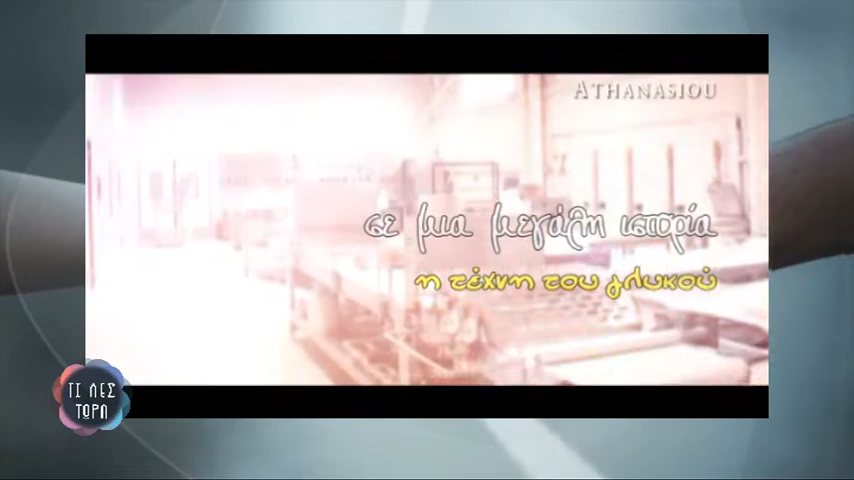 ATHANASIOU
σε μια μεγάλη ιστορία
η τέχνη του γλυκού
ΤΙ ΛΕΣ
ΤΩΡΑ